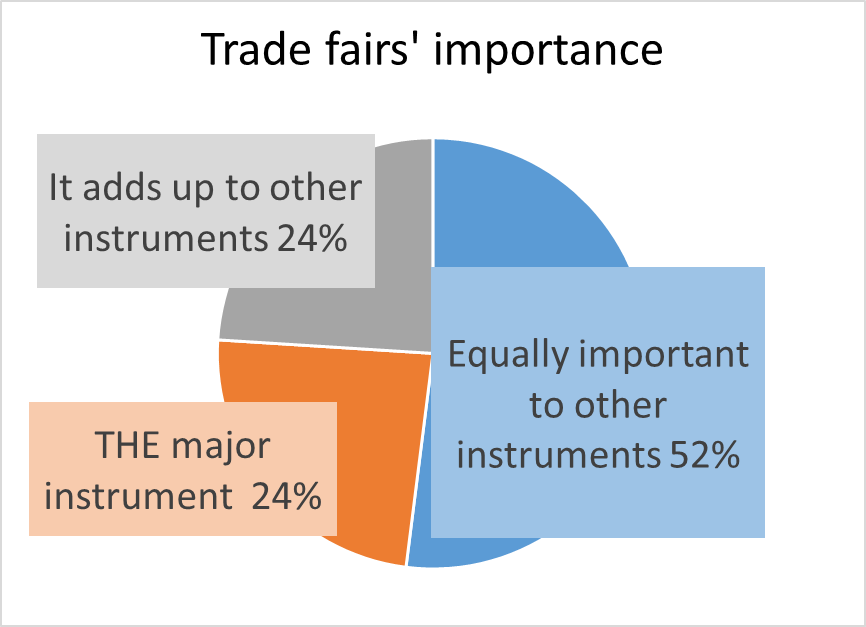 Trade fairs' importance
It adds up to other
instruments 24%
Equally important
to other
instruments 52%
THE major
instrument  24%